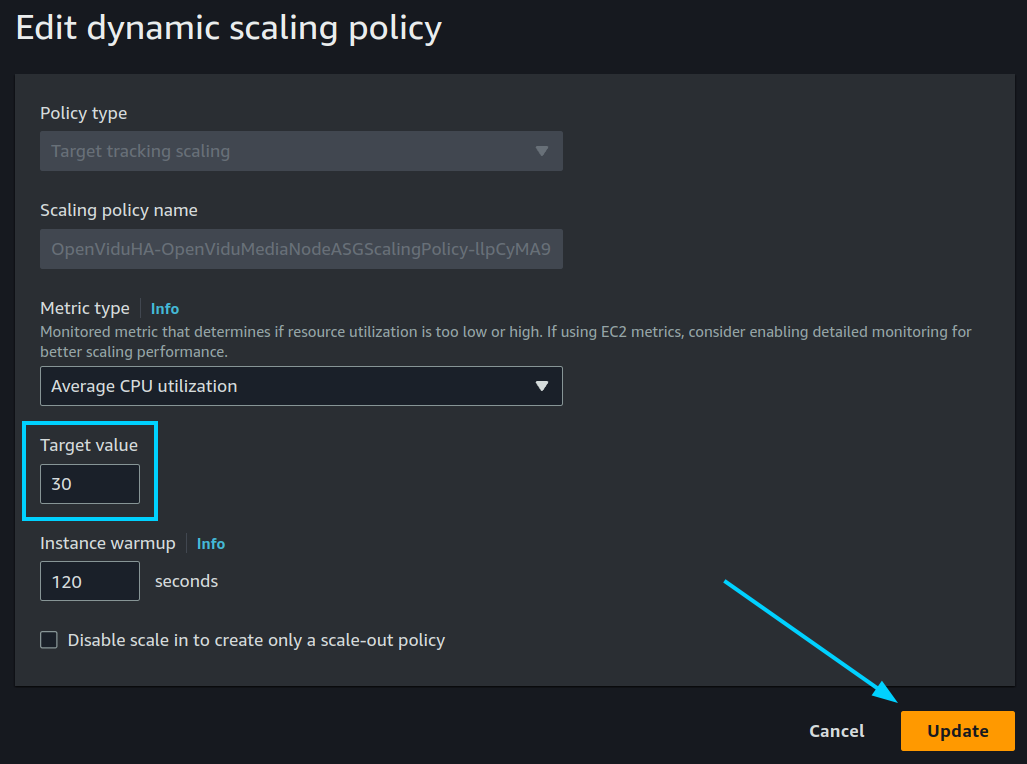 Edit dynamic scaling policy
Policy type
Target tracking scaling
Scaling policy name
OpenViduHA-OpenViduMediaNodeASGScalingPolicy-llpCyMA9
Metric type Info
Monitored metric that determines if resource utilization is too low or high. If using EC2 metrics, consider enabling detailed monitoring for
better scaling performance.
Average CPU utilization
Target value
30
Instance warmup Info
120 seconds
Disable scale in to create only a scale-out policy
Cancel Update